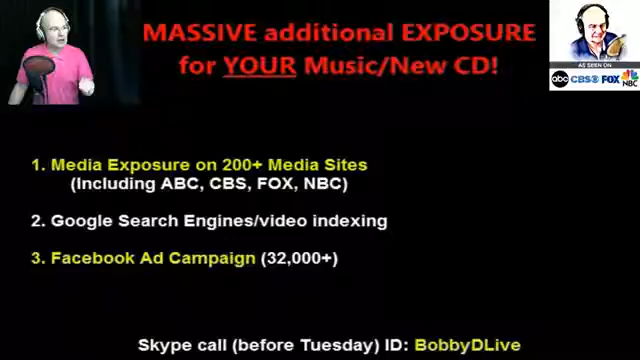 MASSIVE additional EXPOSURE
for YOUR Music/New CD!
AS SEEN ON
abc CBS FOX NBC
1. Media Exposure on 200+ Media Sites
(Including ABC, CBS, FOX, NBC)
2. Google Search Engines/video indexing
3. Facebook Ad Campaign (32,000+)
Skype call (before Tuesday) ID: BobbyDLive